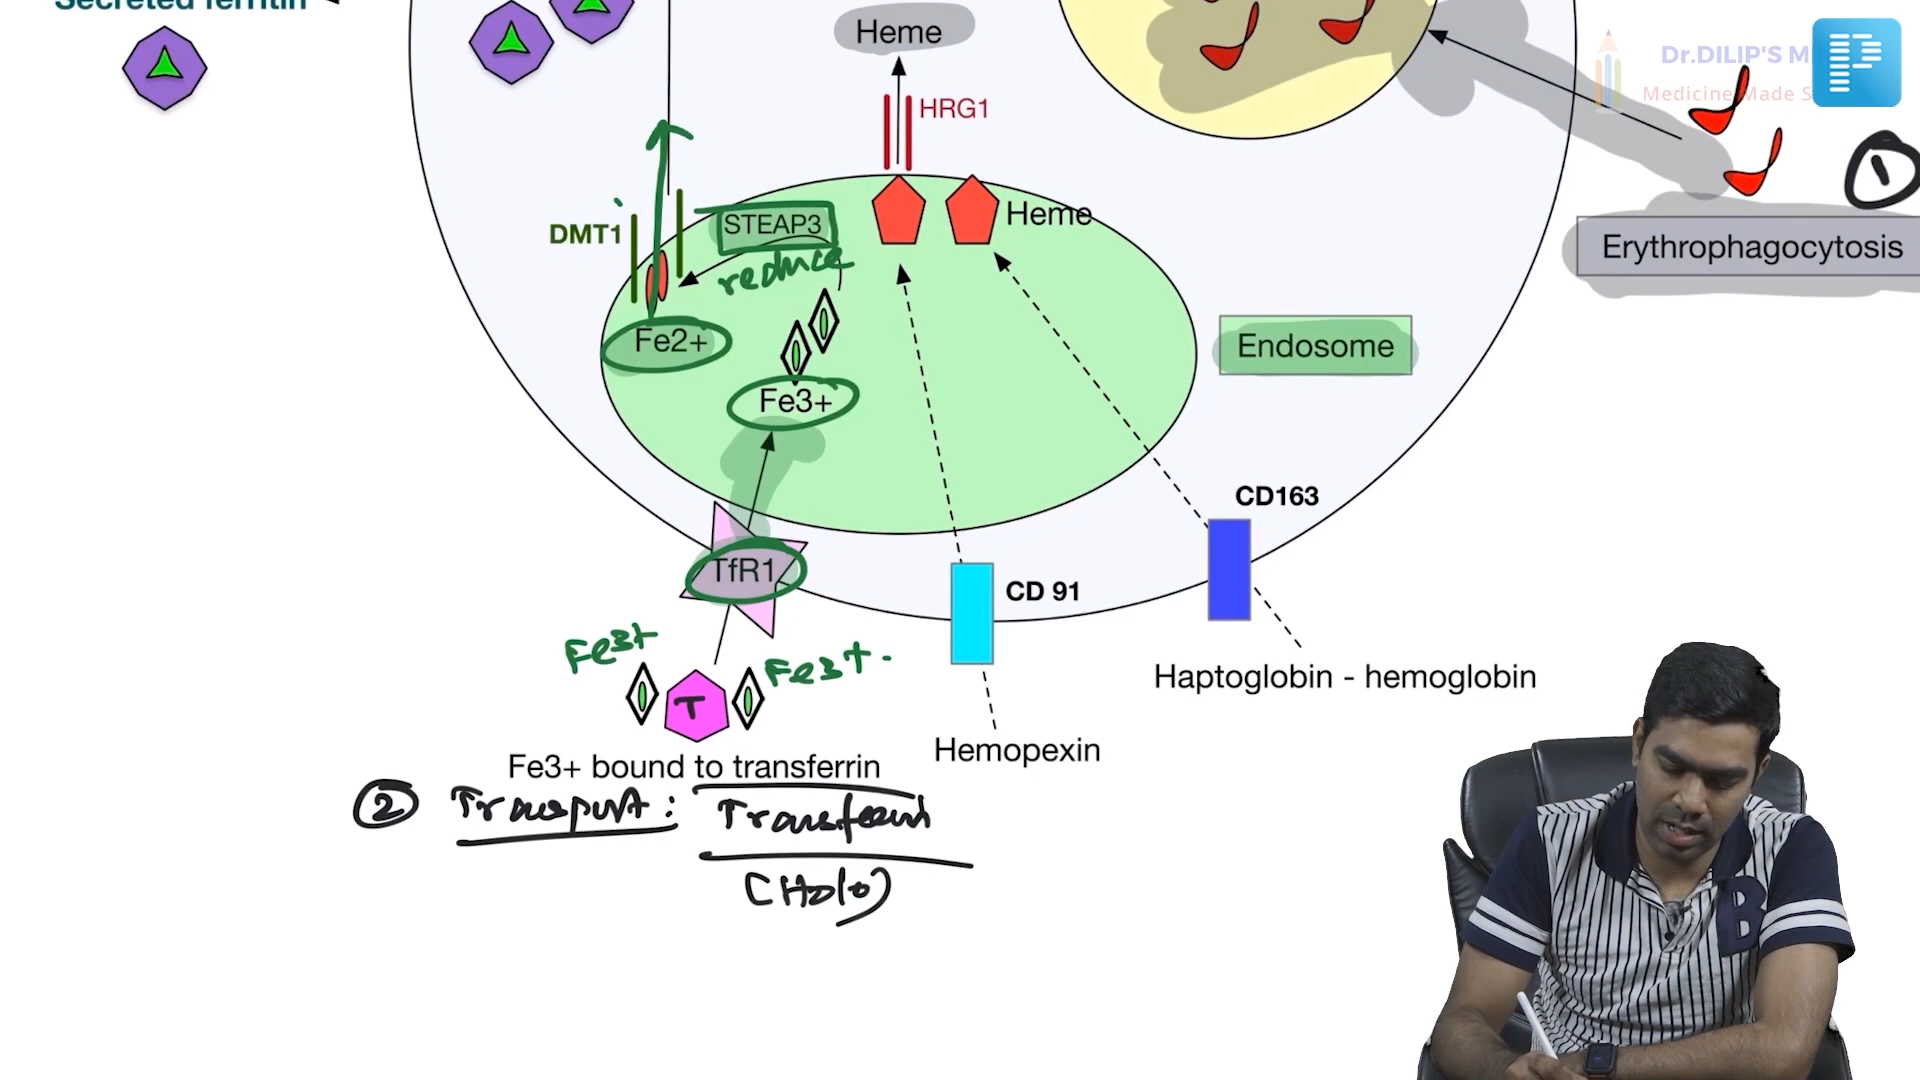 Secreted ferritin
Heme
Dr.DILIP'S M
Medicine Made S
HRG1
1
DMT1
STEAP3
Heme
Erythrophagocytosis
reduce
Fe2+
Endosome
Fe3+
CD163
TfR1
CD 91
Fe3+
Fe3+.
Haptoglobin - hemoglobin
T
Hemopexin
Fe3+ bound to transferrin
2 Transport: Transferrin
(Holo)
B